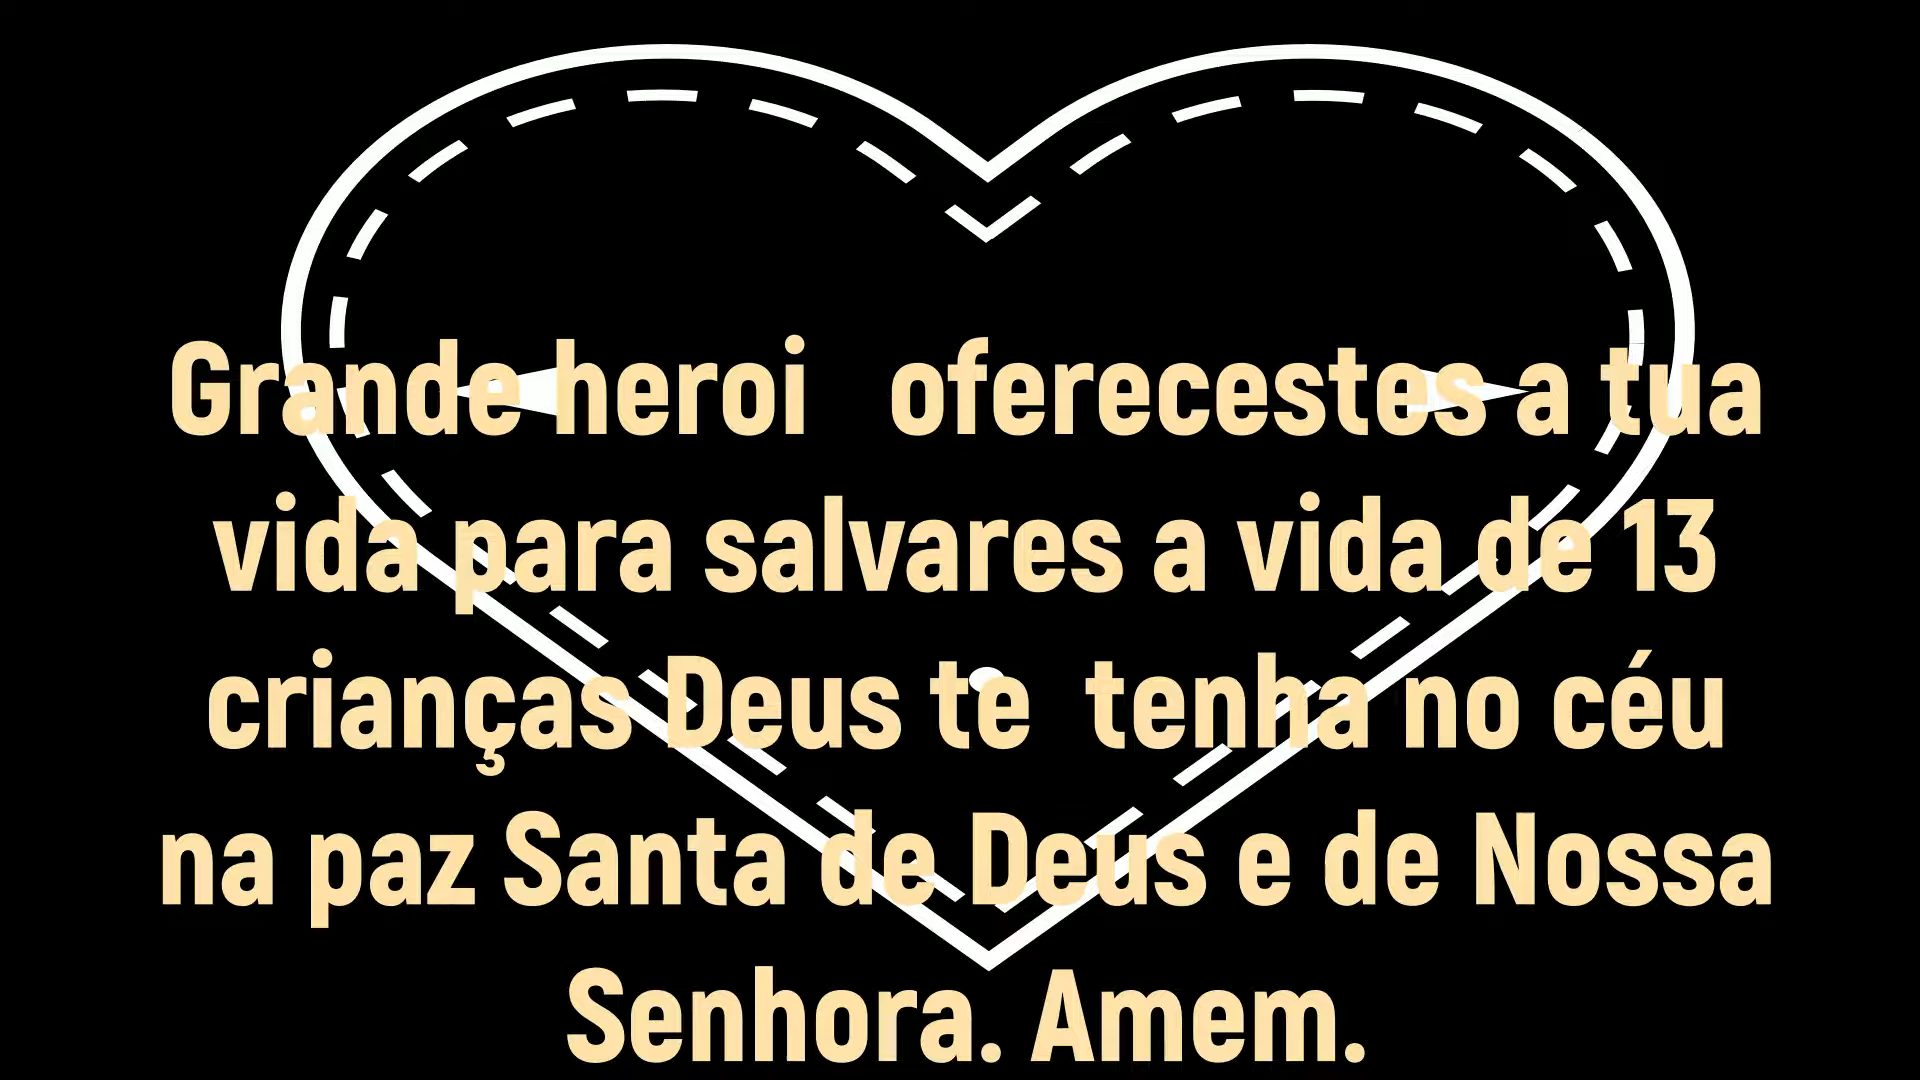 Grande heroi oferecestes a tua
vida para salvares a vida de 13
crianças Deus te tenha no céu
na paz Santa de Deus e de Nossa
Senhora. Amem.